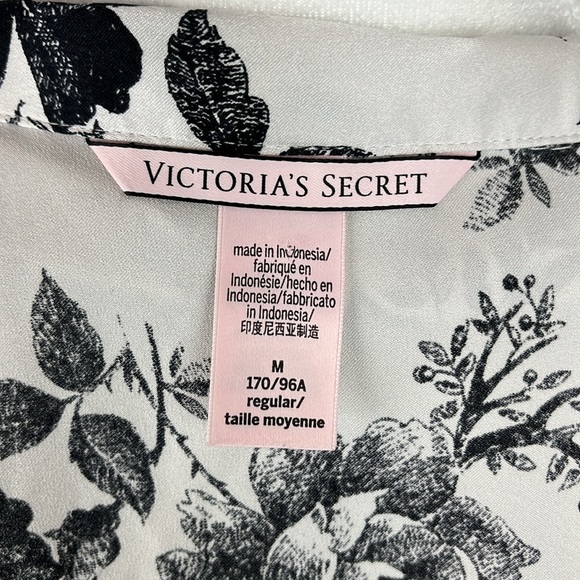 VICTORIA'S SECRET
made in Indonesia/
fabriqué en
Indonésie/hecho en
Indonesia/fabbricato
in Indonesia/
印度尼西亚制造
M
170/96A
regular/
taille moyenne